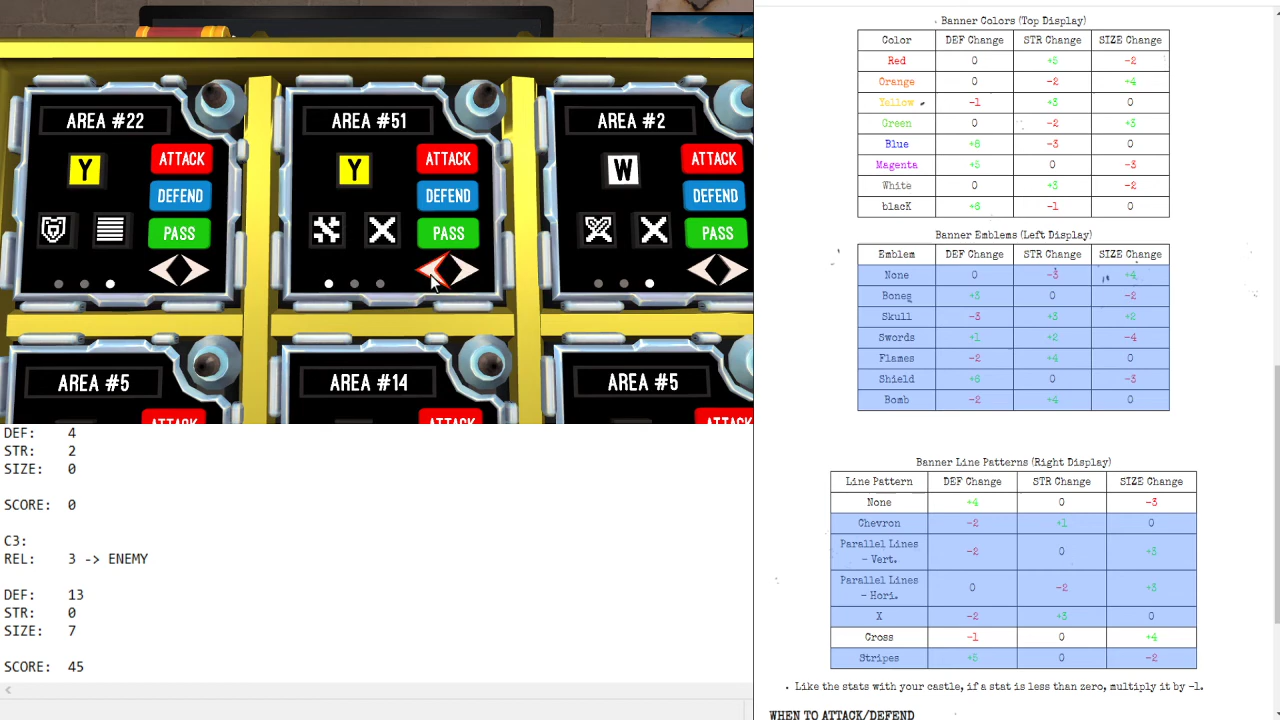 AREA #22
AREA #51
AREA #2
Y
Y
W
ATTACK
ATTACK
ATTACK
DEFEND
DEFEND
DEFEND
PASS
PASS
PASS
AREA #5
AREA #14
AREA #5
ATTACK
ATTACK
ATTACK
DEF: 4
STR: 2
SIZE: 0
SCORE: 0
C3:
REL: 3 -> ENEMY
DEF: 13
STR: 0
SIZE: 7
SCORE: 45
Banner Colors (Top Display)
Color DEF Change STR Change SIZE Change
Red 0 +5 -2
Orange 0 -2 +4
Yellow -1 +3 0
Green 0 -2 +3
Blue +6 -3 0
Magenta +5 0 -3
White 0 +3 -2
blacK +6 -1 0
Banner Emblems (Left Display)
Emblem DEF Change STR Change SIZE Change
None 0 -3 +4
Bones +3 0 -2
Skull -3 +3 +2
Swords +1 +2 -4
Flames -2 +4 0
Shield +6 0 -3
Bomb -2 +4 0
Banner Line Patterns (Right Display)
Line Pattern DEF Change STR Change SIZE Change
None +4 0 -3
Chevron -2 +1 0
Parallel Lines
- Vert. -2 0 +3
Parallel Lines
- Hori. 0 -2 +3
X -2 +3 0
Cross -1 0 +4
Stripes +5 0 -2
• Like the stats with your castle, if a stat is less than zero, multiply it by -1.
WHEN TO ATTACK/DEFEND